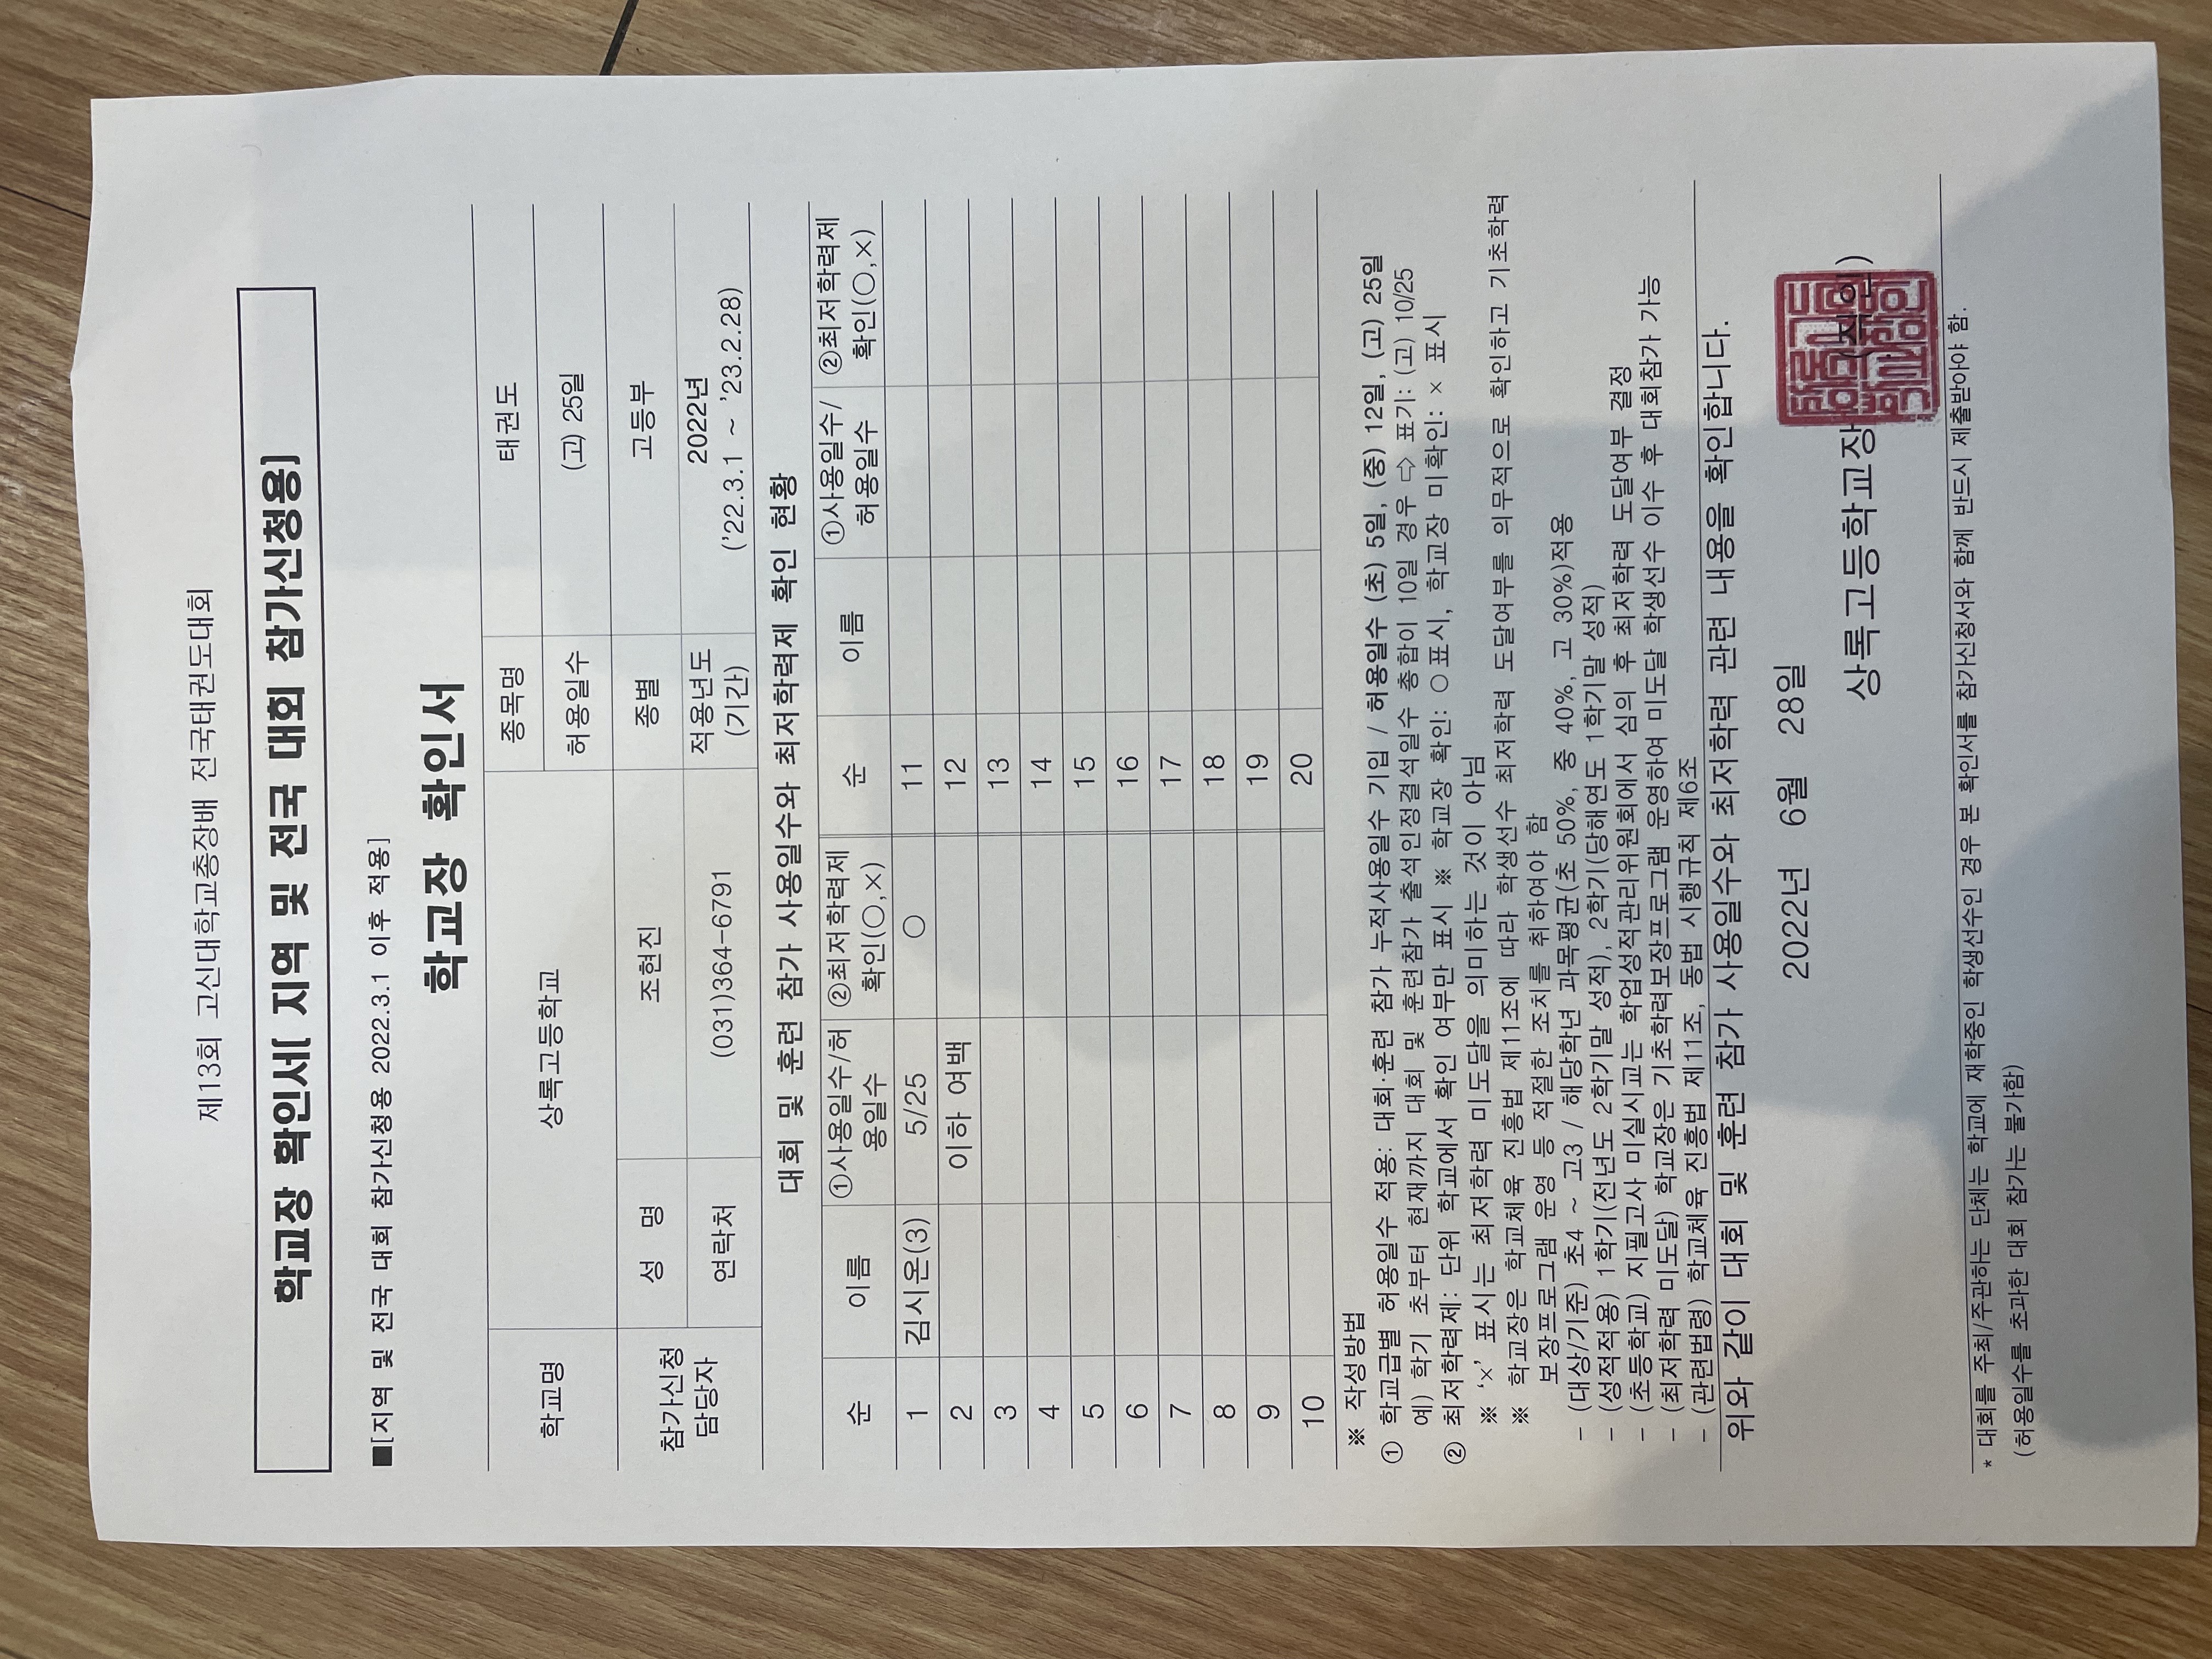 제13회 고신대학교총장배 전국태권도대회
학교장 확인서[ 지역 및 전국 대회 참가신청용]
■[지역 및 전국 대회 참가신청용 2022.3.1 이후 적용]
학교장 확인서
학교명 상록고등학교 종목명 태권도
허용일수 (고) 25일
참가신청 담당자 성 명 조현진 종별 고등부
연락처 (031)364-6791 적용년도 (기간) 2022년 ('22.3.1 ~ '23.2.28)
대회 및 훈련 참가 사용일수와 최저학력제 확인 현황
순 이름 ①사용일수/허용일수 ②최저학력제 확인(○,×) 순 이름 ①사용일수/허용일수 ②최저학력제 확인(○,×)
1 김시온(3) 5/25 ○ 11
2 이하 여백 12
3 13
4 14
5 15
6 16
7 17
8 18
9 19
10 20
※ 작성방법
① 학교급별 허용일수 적용: 대회·훈련 참가 누적사용일수 기입 / 허용일수 (초) 5일, (중) 12일, (고) 25일
예) 학기 초부터 현재까지 대회 및 훈련참가 출석인정결석일수 총합이 10일 경우 ⇨ 표기: (고) 10/25
② 최저학력제: 단위 학교에서 확인 여부만 표시 ※ 학교장 확인: ○ 표시, 학교장 미확인: × 표시
※ '×' 표시는 최저학력 미도달을 의미하는 것이 아님
※ 학교장은 학교체육 진흥법 제11조에 따라 학생선수 최저학력 도달여부를 의무적으로 확인하고 기초학력
보장프로그램 운영 등 적절한 조치를 취하여야 함
- (대상/기준) 초4 ~ 고3 / 해당학년 과목평균(초 50%, 중 40%, 고 30%)적용
- (성적적용) 1학기(전년도 2학기말 성적), 2학기(당해연도 1학기말 성적)
- (초등학교) 지필고사 미실시교는 학업성적관리위원회에서 심의 후 최저학력 도달여부 결정
- (최저학력 미도달) 학교장은 기초학력보장프로그램 운영하여 미도달 학생선수 이수 후 대회참가 가능
- (관련법령) 학교체육 진흥법 제11조, 동법 시행규칙 제6조
위와 같이 대회 및 훈련 참가 사용일수와 최저학력 관련 내용을 확인합니다.
2022년 6월 28일
상록고등학교장 (직인)
* 대회를 주최/주관하는 단체는 학교에 재학중인 학생선수인 경우 본 확인서를 참가신청서와 함께 반드시 제출받아야 함.
(허용일수를 초과한 대회 참가는 불가함)